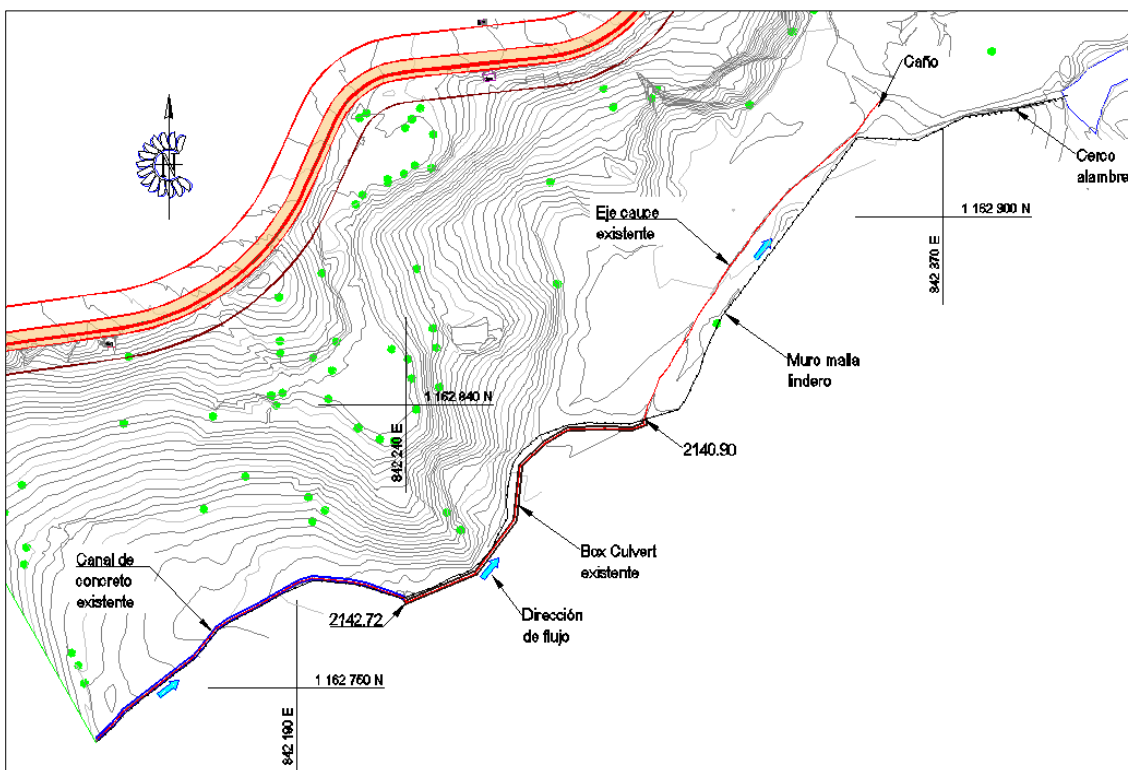 Caño
Cerco
alambre
1 162 900 N
842 370 E
Eje cauce
existente
Muro malla
lindero
1 162 840 N
842 240 E
2140.90
Box Culvert
existente
Canal de
concreto
existente
2142.72
Dirección
de flujo
1 162 750 N
842 190 E